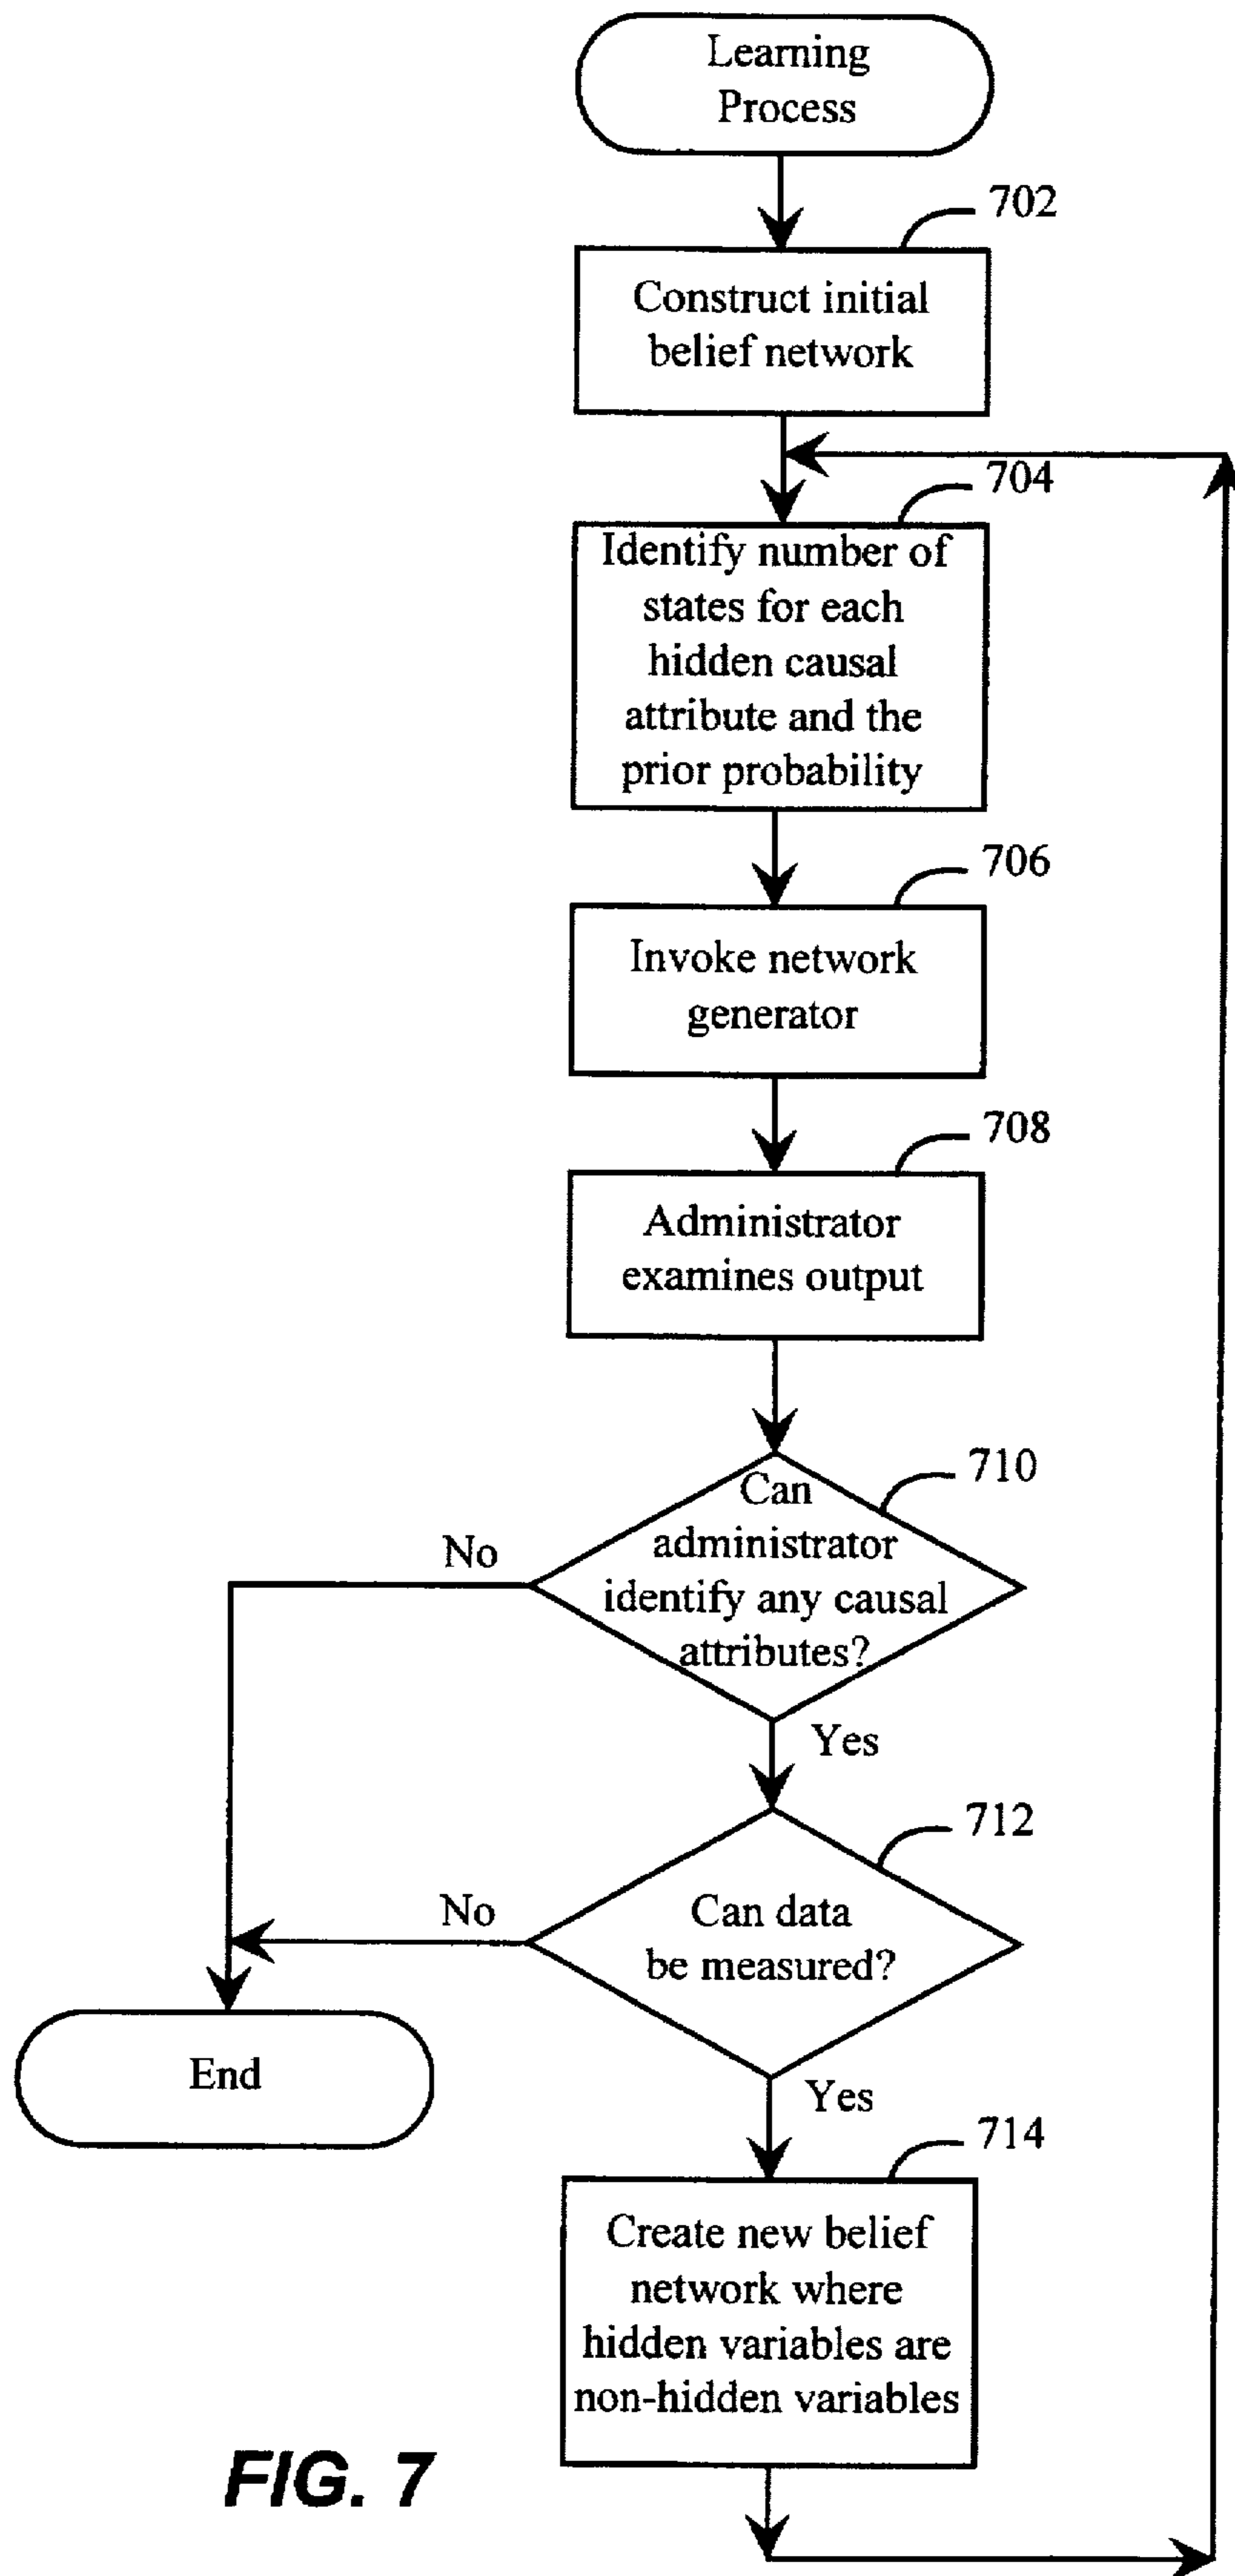 Learning
Process
702
Construct initial
belief network
704
Identify number of
states for each
hidden causal
attribute and the
prior probability
706
Invoke network
generator
708
Administrator
examines output
710
Can
administrator
identify any causal
attributes?
No
Yes
712
Can data
be measured?
No
Yes
End
714
Create new belief
network where
hidden variables are
non-hidden variables
FIG. 7